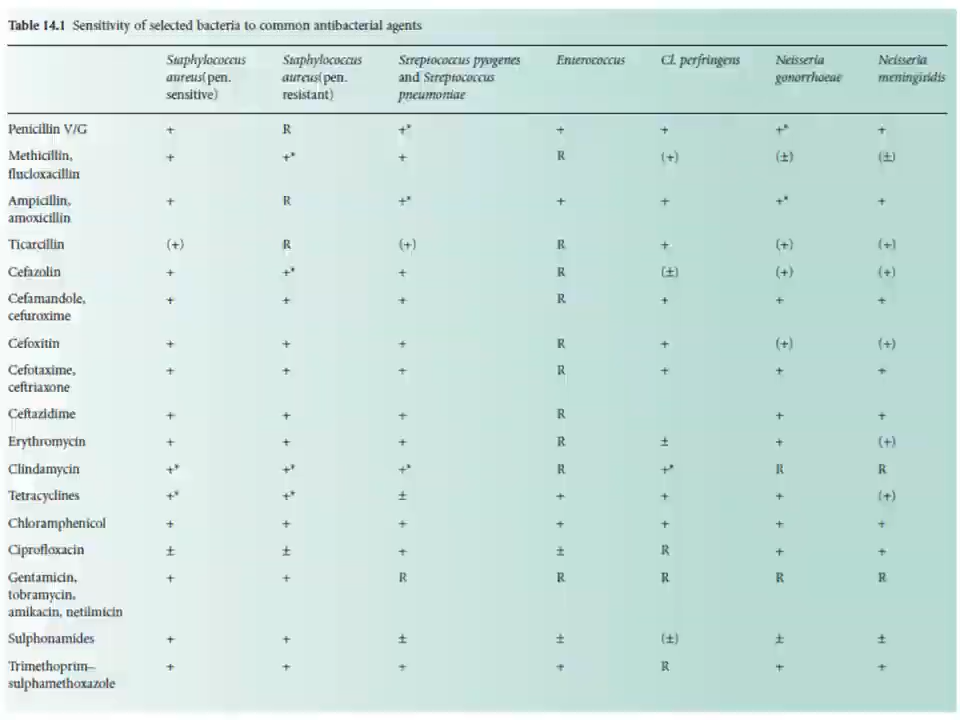 Table 14.1 Sensitivity of selected bacteria to common antibacterial agents
Staphylococcus aureus(pen. sensitive) Staphylococcus aureus(pen. resistant) Streptococcus pyogenes and Streptococcus pneumoniae Enterococcus Cl. perfringens Neisseria gonorrhoeae Neisseria meningitidis
Penicillin V/G + R +* + + +* +
Methicillin, flucloxacillin + +* + R (+) (±) (±)
Ampicillin, amoxicillin + R +* + + +* +
Ticarcillin (+) R (+) R + (+) (+)
Cefazolin + +* + R (±) (+) (+)
Cefamandole, cefuroxime + + + R + + +
Cefoxitin + + + R + (+) (+)
Cefotaxime, ceftriaxone + + + R + + +
Ceftazidime + + + R + +
Erythromycin + + + R ± + (+)
Clindamycin +* +* +* R +* R R
Tetracyclines +* +* ± + + + (+)
Chloramphenicol + + + + + + +
Ciprofloxacin ± ± + ± R + +
Gentamicin, tobramycin, amikacin, netilmicin + + R R R R R
Sulphonamides + + ± ± (±) ± ±
Trimethoprim–sulphamethoxazole + + + + R + +